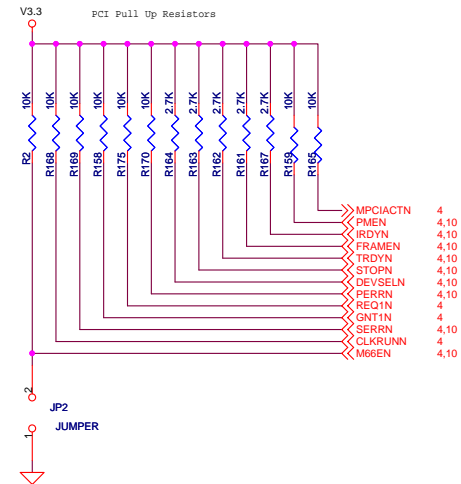 V3.3
PCI Pull Up Resistors
10K 10K 10K 10K 10K 10K 2.7K 2.7K 2.7K 2.7K 2.7K 10K 10K
R2 R168 R169 R158 R175 R170 R164 R163 R162 R161 R167 R159 R165
MPCIACTN 4
PMEN 4,10
IRDYN 4,10
FRAMEN 4,10
TRDYN 4,10
STOPN 4,10
DEVSELN 4,10
PERRN 4,10
REQ1N 4
GNT1N 4
SERRN 4,10
CLKRUNN 4
M66EN 4,10
2
JP2
1
JUMPER